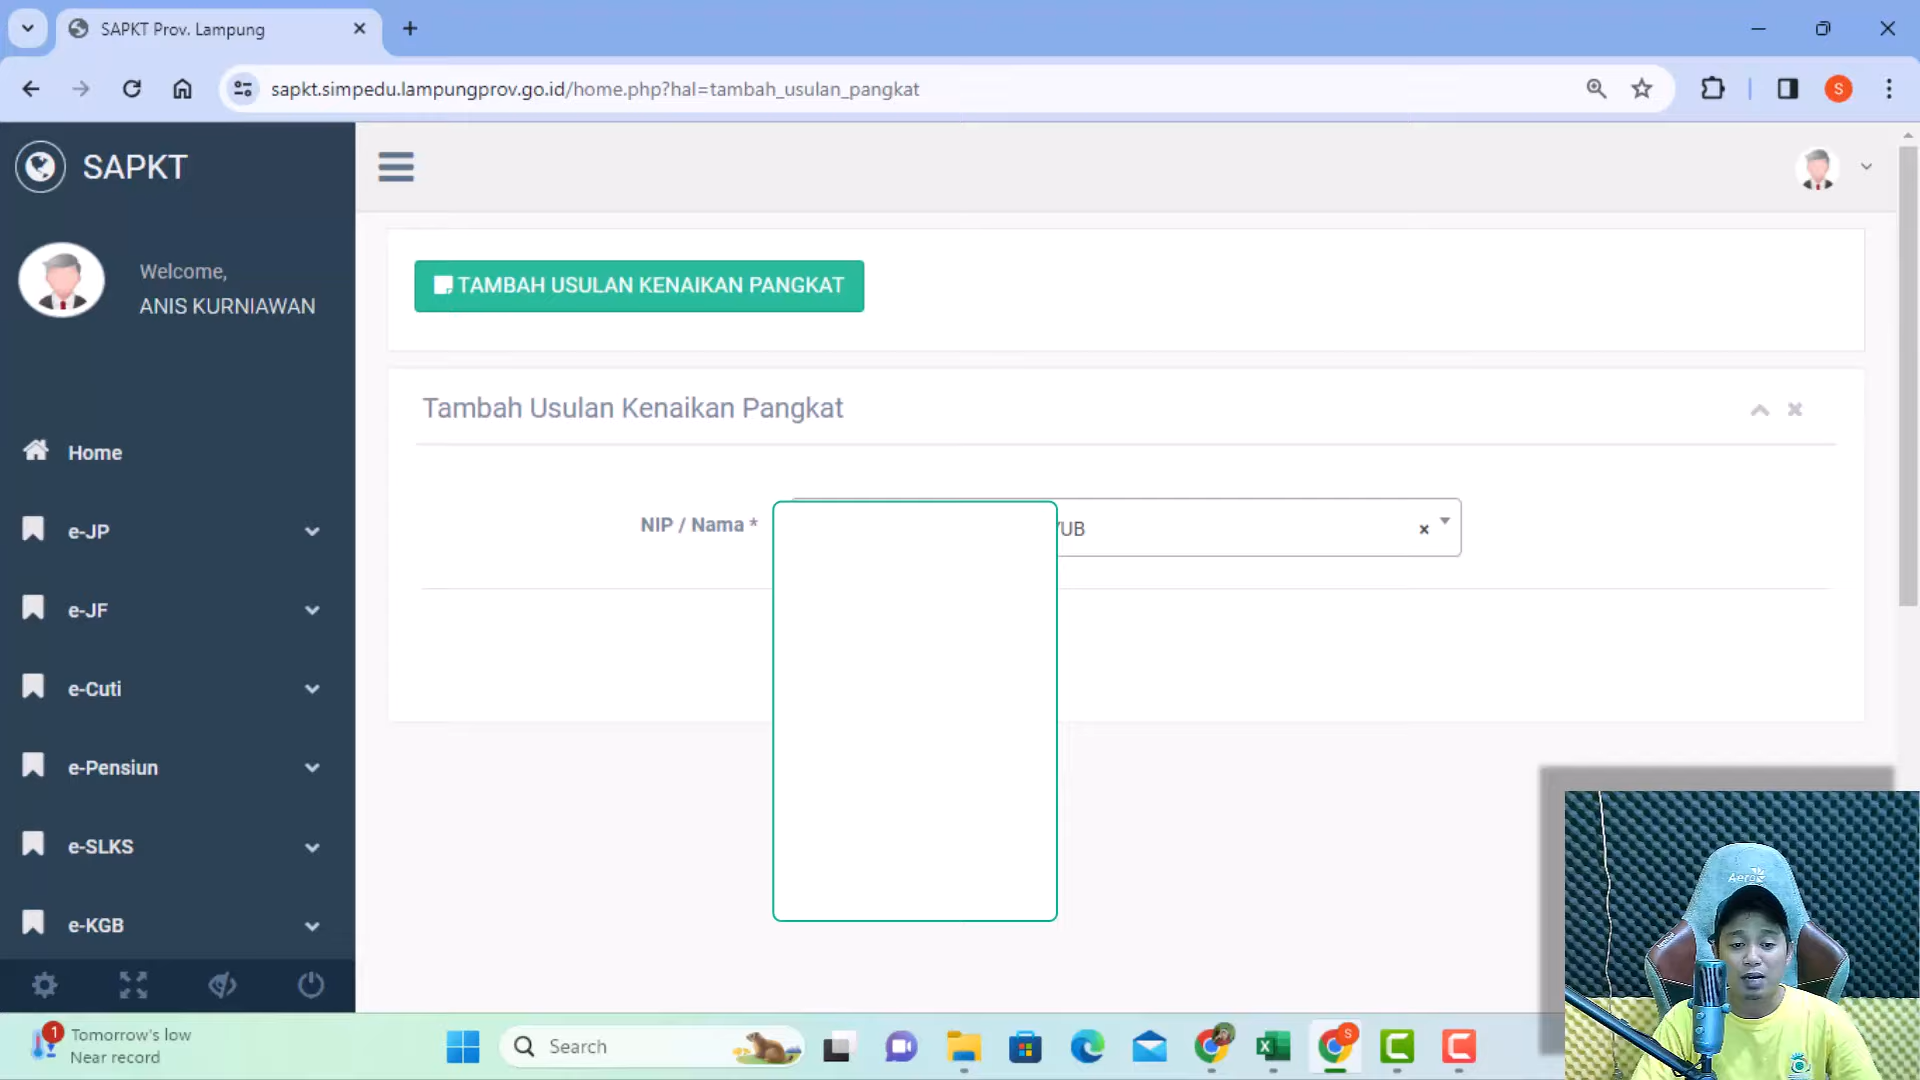 SAPKT Prov. Lampung
sapkt.simpedu.lampungprov.go.id/home.php?hal=tambah_usulan_pangkat
S
SAPKT
Welcome,
ANIS KURNIAWAN
TAMBAH USULAN KENAIKAN PANGKAT
Tambah Usulan Kenaikan Pangkat
NIP / Nama *
YUB
Home
e-JP
e-JF
e-Cuti
e-Pensiun
e-SLKS
e-KGB
1
Tomorrow's low
Near record
Search
S